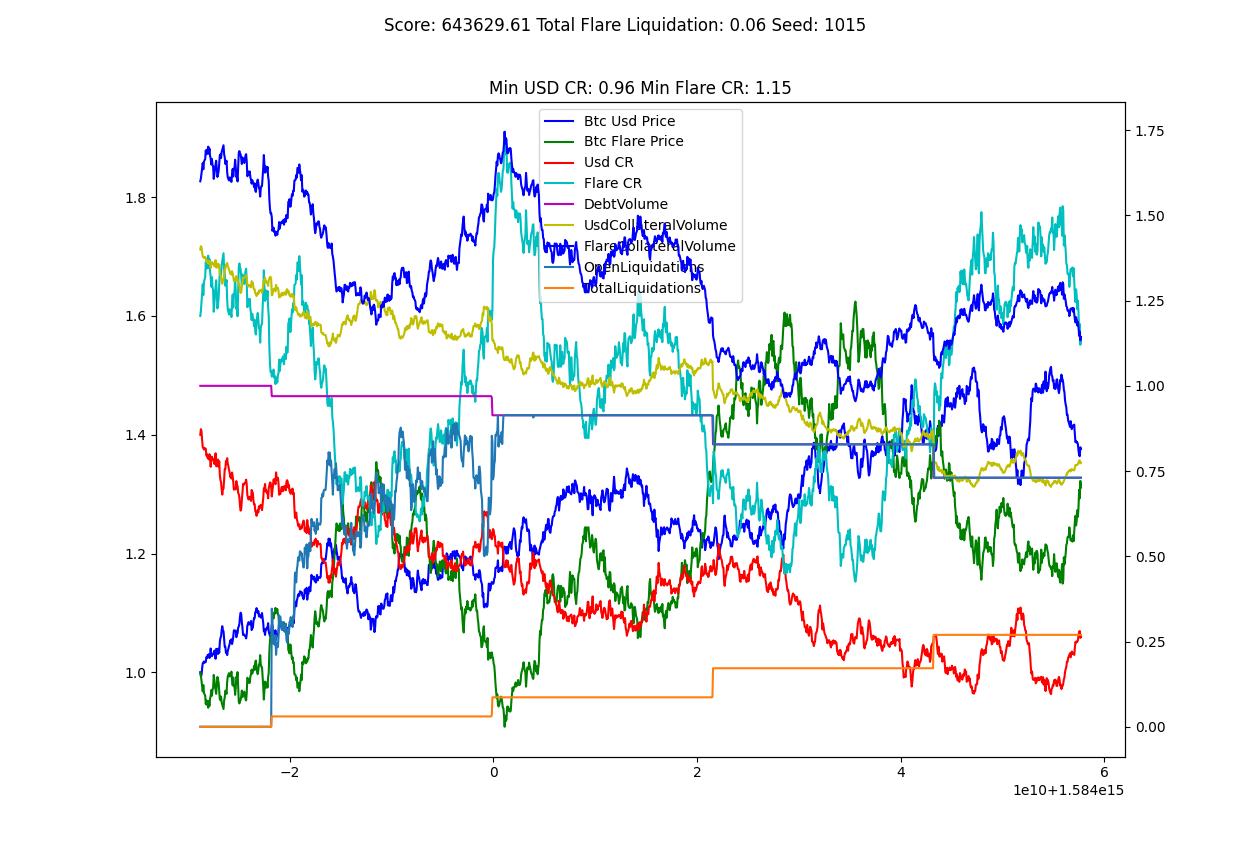 Score: 643629.61 Total Flare Liquidation: 0.06 Seed: 1015
Min USD CR: 0.96 Min Flare CR: 1.15
Btc Usd Price
Btc Flare Price
Usd CR
Flare CR
DebtVolume
UsdCollateralVolume
FlareCollateralVolume
OpenLiquidations
TotalLiquidations
1.8
1.6
1.4
1.2
1.0
1.75
1.50
1.25
1.00
0.75
0.50
0.25
0.00
−2 0 2 4 6
1e10+1.584e15